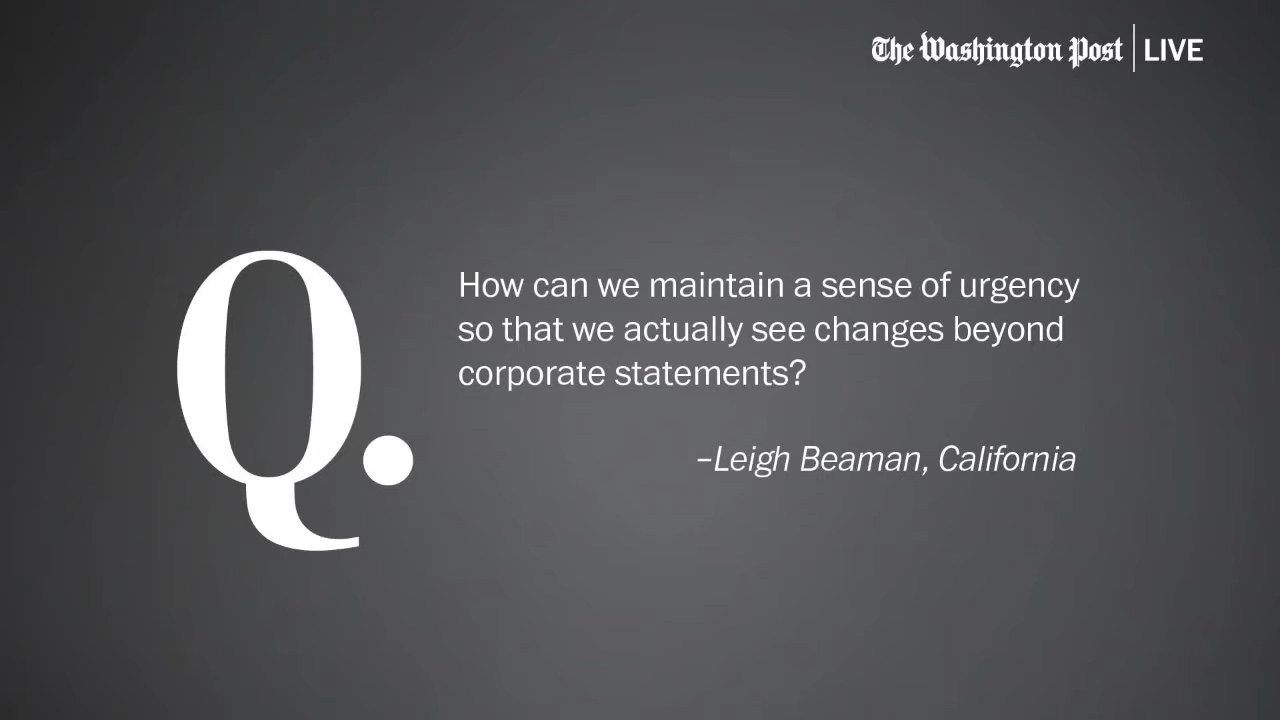 The Washington Post | LIVE
Q.
How can we maintain a sense of urgency
so that we actually see changes beyond
corporate statements?
–Leigh Beaman, California